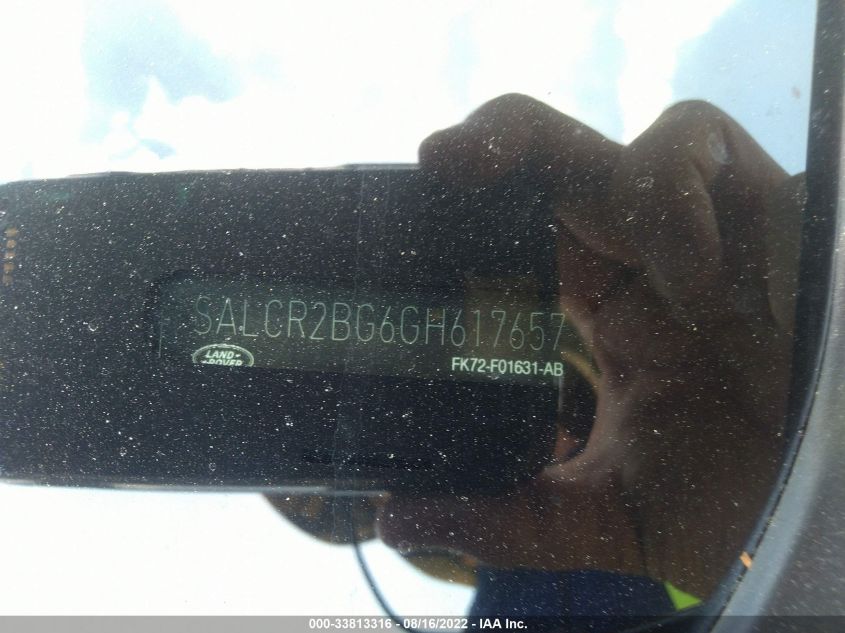 SALCR2BG6GH617657
LAND-
ROVER
FK72-F01631-AB
000-33813316 - 08/16/2022 - IAA Inc.